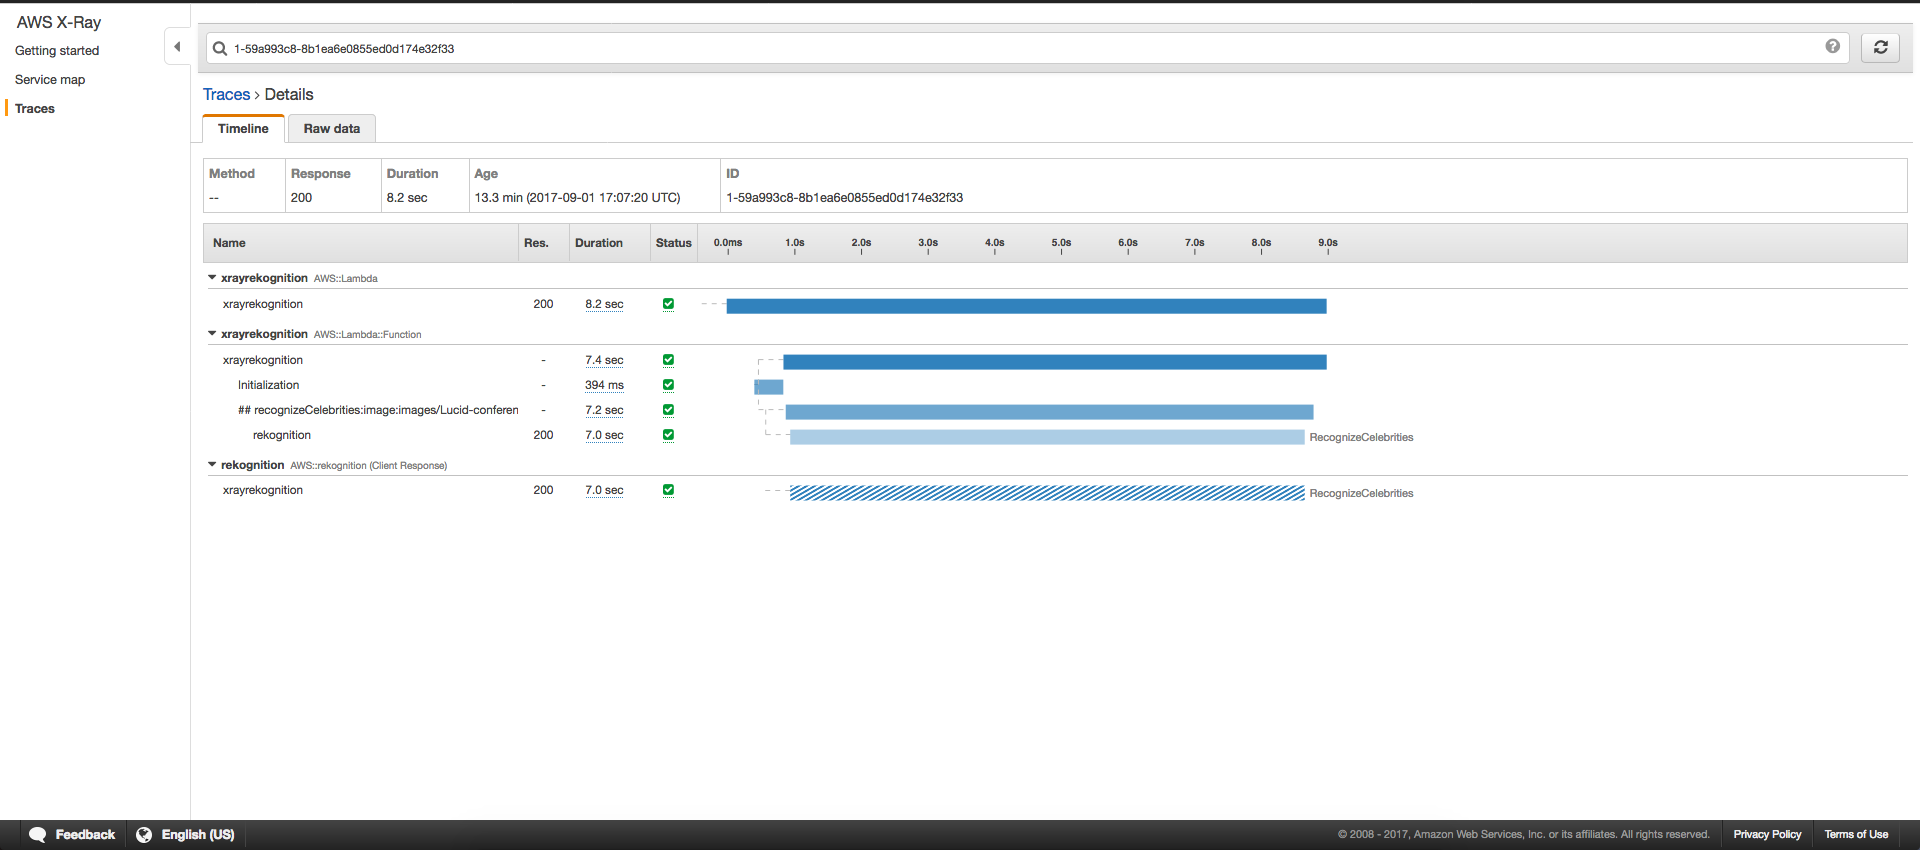 AWS X-Ray
Getting started
Service map
Traces
1-59a993c8-8b1ea6e0855ed0d174e32f33
?
Traces > Details
Timeline Raw data
Method Response Duration Age ID
-- 200 8.2 sec 13.3 min (2017-09-01 17:07:20 UTC) 1-59a993c8-8b1ea6e0855ed0d174e32f33
Name Res. Duration Status 0.0ms 1.0s 2.0s 3.0s 4.0s 5.0s 6.0s 7.0s 8.0s 9.0s
xrayrekognition AWS::Lambda
xrayrekognition 200 8.2 sec
xrayrekognition AWS::Lambda::Function
xrayrekognition - 7.4 sec
Initialization - 394 ms
## recognizeCelebrities:image:images/Lucid-conferen - 7.2 sec
rekognition 200 7.0 sec RecognizeCelebrities
rekognition AWS::rekognition (Client Response)
xrayrekognition 200 7.0 sec RecognizeCelebrities
Feedback English (US) © 2008 - 2017, Amazon Web Services, Inc. or its affiliates. All rights reserved. Privacy Policy Terms of Use